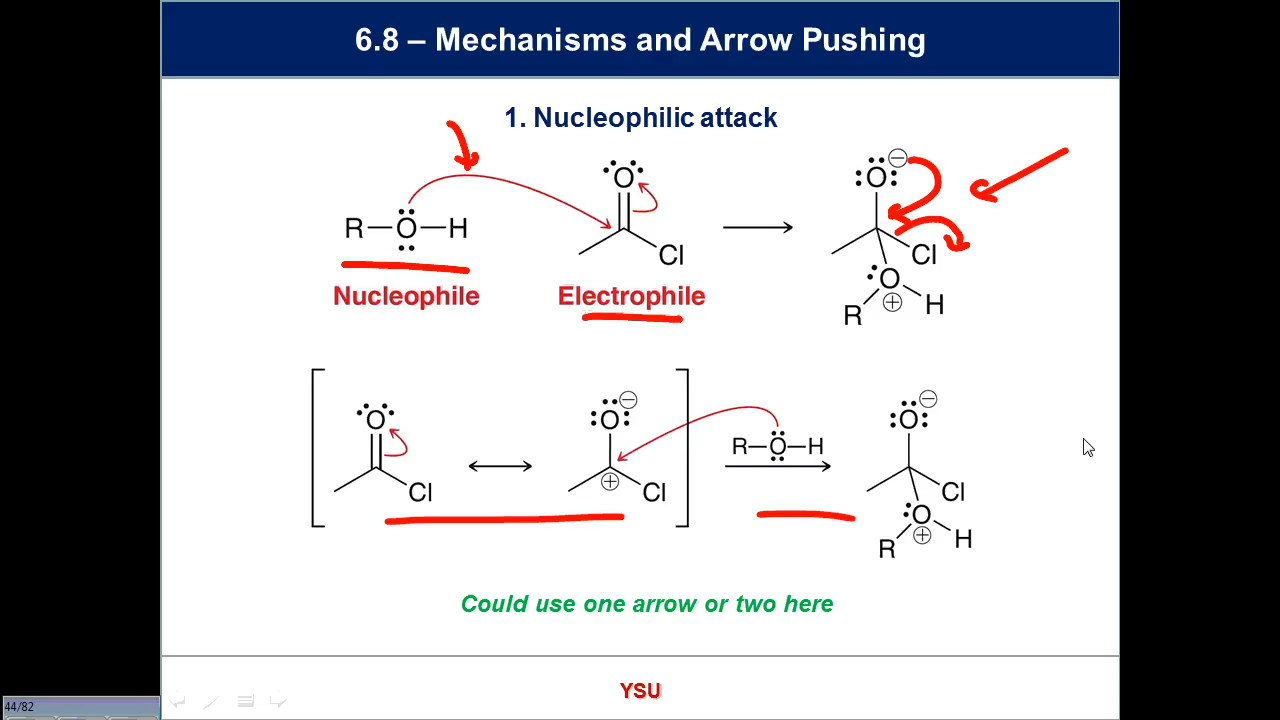 6.8 – Mechanisms and Arrow Pushing
1. Nucleophilic attack
R–O–H
O
Cl
O
Cl
O
R
H
Nucleophile
Electrophile
O
Cl
O
Cl
R–O–H
O
Cl
O
R
H
Could use one arrow or two here
YSU
44/82